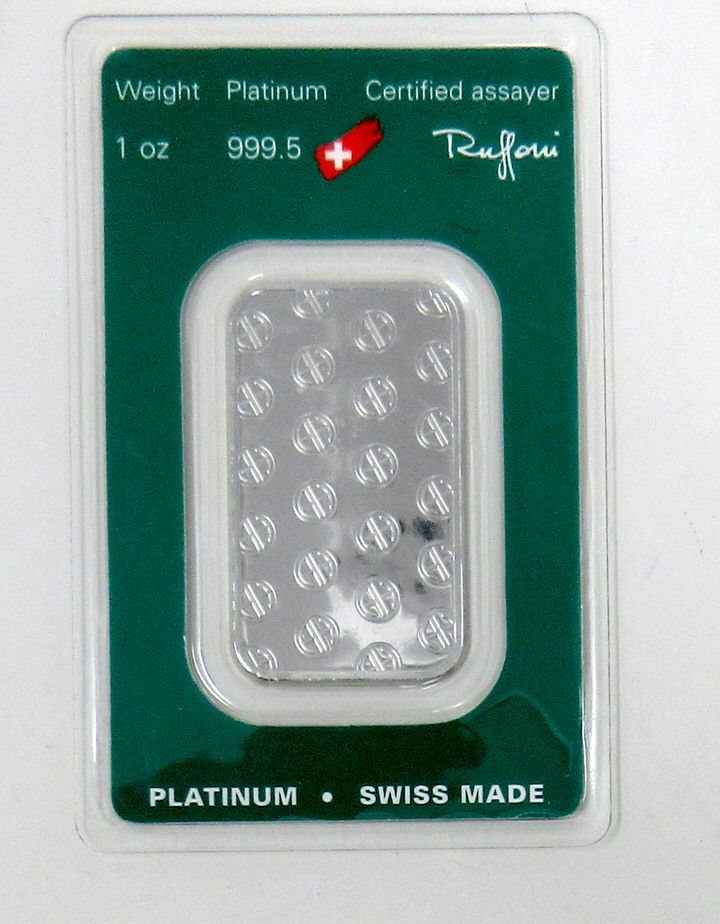 Weight Platinum Certified assayer
1 oz 999.5 Ruffoni
PLATINUM • SWISS MADE